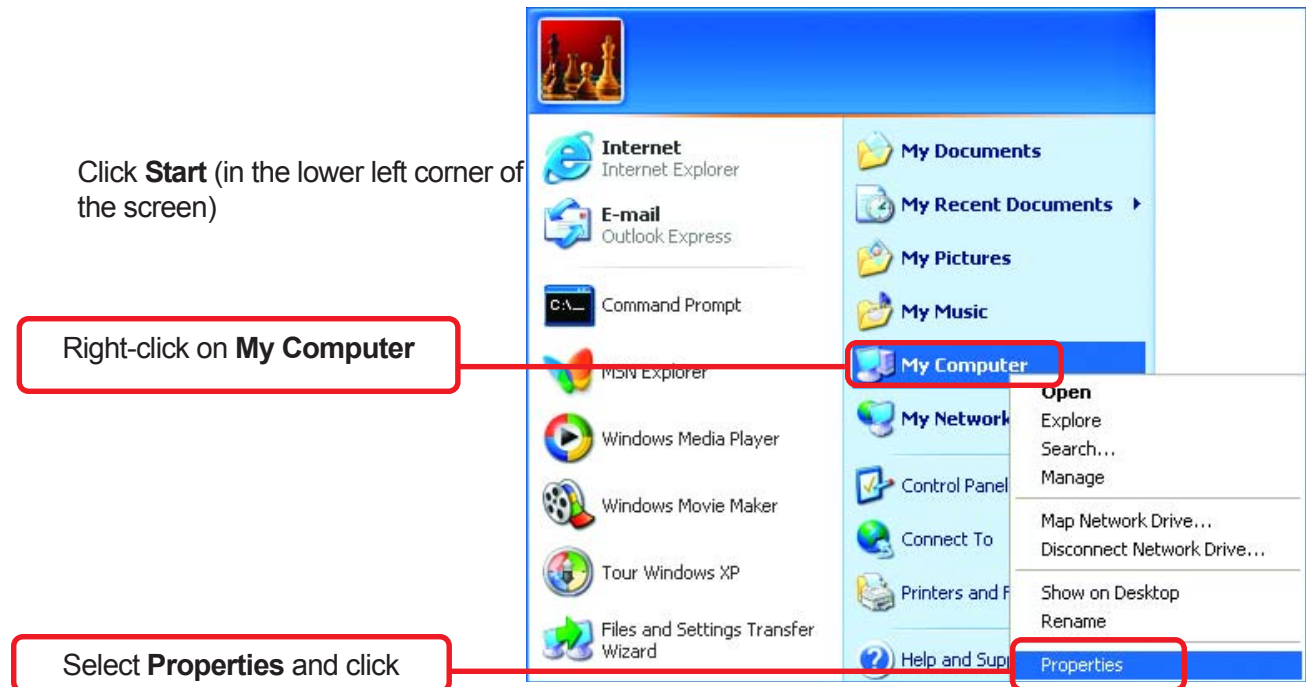 Click Start (in the lower left corner of
the screen)
Right-click on My Computer
Select Properties and click
Internet
Internet Explorer
E-mail
Outlook Express
C:\_
Command Prompt
MSN Explorer
Windows Media Player
Windows Movie Maker
Tour Windows XP
Files and Settings Transfer
Wizard
My Documents
My Recent Documents
My Pictures
My Music
My Computer
My Network
Control Panel
Connect To
Printers and F
Help and Sup
Open
Explore
Search...
Manage
Map Network Drive...
Disconnect Network Drive...
Show on Desktop
Rename
Properties